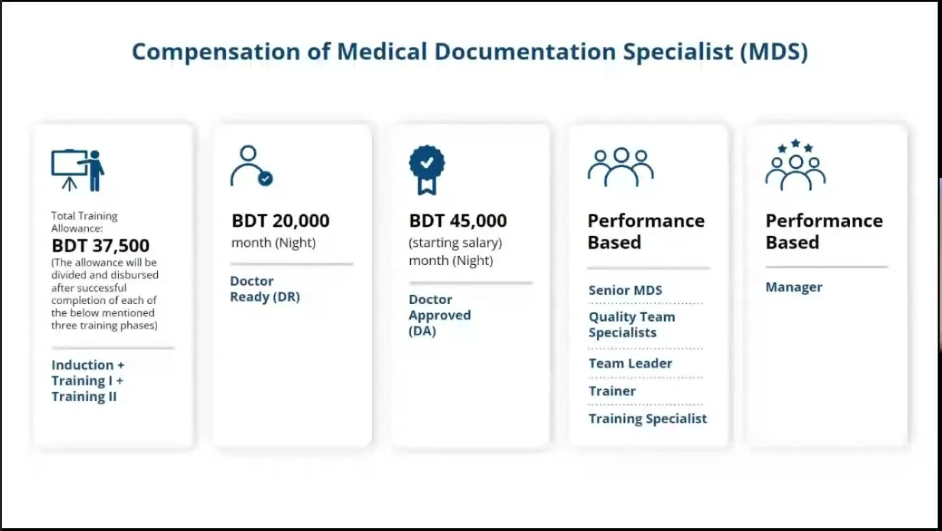 Compensation of Medical Documentation Specialist (MDS)
Total Training
Allowance:
BDT 37,500
(The allowance will be
divided and disbursed
after successful
completion of each of
the below mentioned
three training phases)
Induction +
Training I +
Training II
BDT 20,000
month (Night)
Doctor
Ready (DR)
BDT 45,000
(starting salary)
month (Night)
Doctor
Approved
(DA)
Performance
Based
Senior MDS
Quality Team
Specialists
Team Leader
Trainer
Training Specialist
Performance
Based
Manager